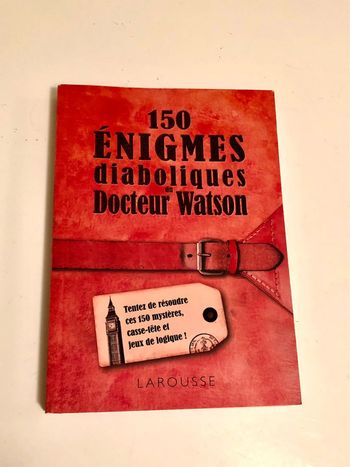 150
ÉNIGMES
diaboliques
du
Docteur Watson
Tentez de résoudre
ces 150 mystères,
casse-tête et
jeux de logique !
LAROUSSE